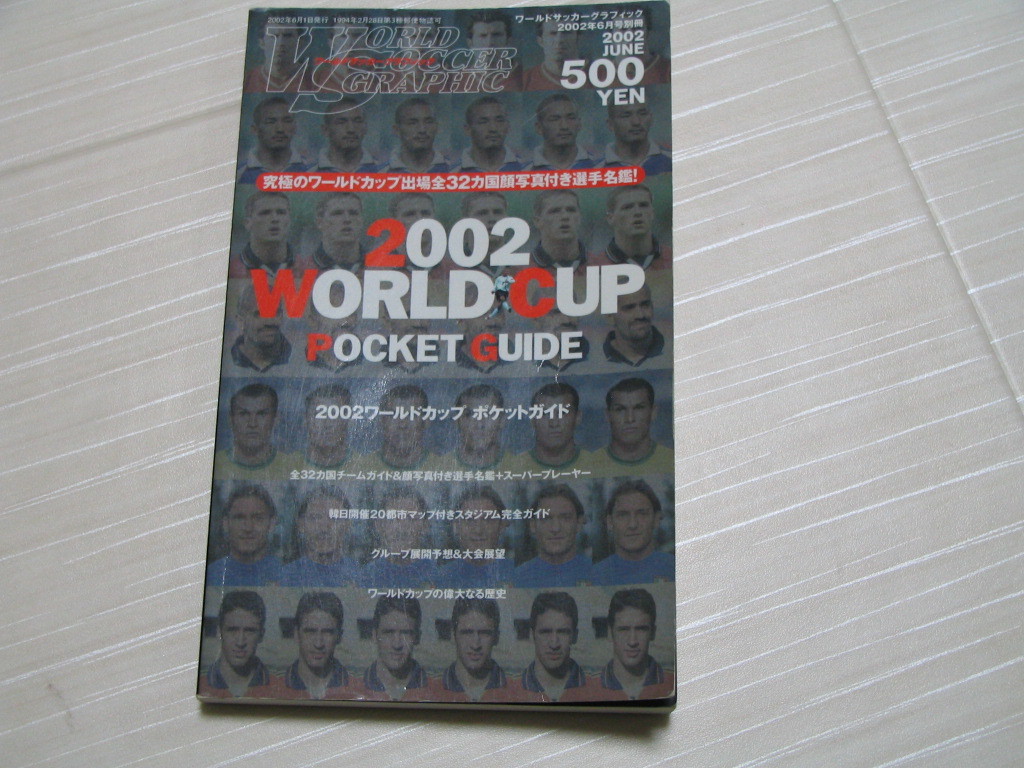 2002年6月1日発行 1994年2月28日第3種郵便物認可
ワールドサッカーグラフィック
2002年6月号別冊
WORLD
SOCCER
GRAPHIC
2002
JUNE
500
YEN
究極のワールドカップ出場全32カ国顔写真付き選手名鑑!
2002
WORLD CUP
POCKET GUIDE
2002ワールドカップ ポケットガイド
全32カ国チームガイド&顔写真付き選手名鑑+スーパープレーヤー
韓日開催20都市マップ付きスタジアム完全ガイド
グループ展開予想&大会展望
ワールドカップの偉大なる歴史